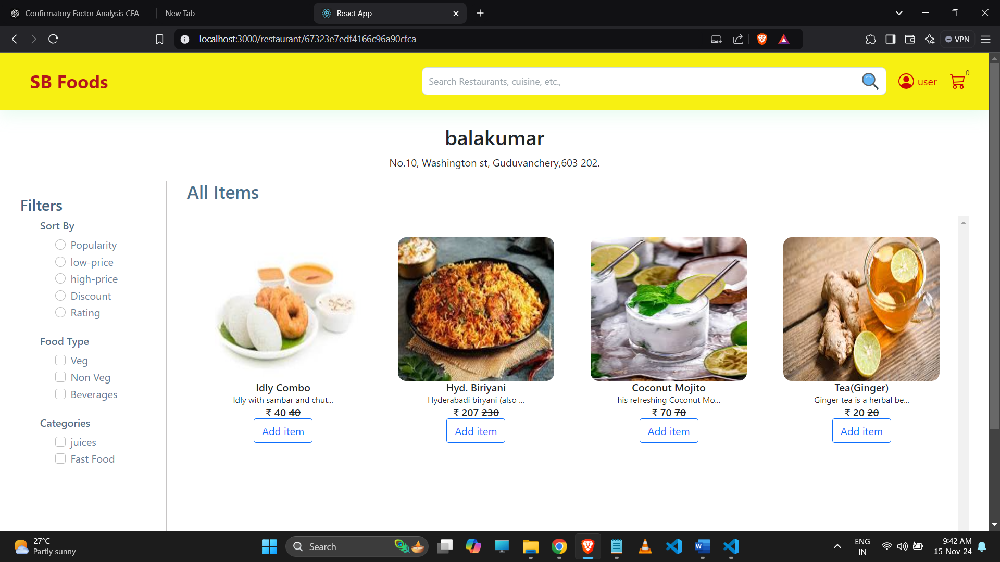 Confirmatory Factor Analysis CFA
New Tab
React App
localhost:3000/restaurant/67323e7edf4166c96a90cfca
VPN
SB Foods
Search Restaurants, cuisine, etc.,
user
0
balakumar
No.10, Washington st, Guduvanchery,603 202.
Filters
Sort By
Popularity
low-price
high-price
Discount
Rating
Food Type
Veg
Non Veg
Beverages
Categories
juices
Fast Food
All Items
Idly Combo
Idly with sambar and chut...
₹ 40 40
Add item
Hyd. Biriyani
Hyderabadi biryani (also ...
₹ 207 230
Add item
Coconut Mojito
his refreshing Coconut Mo...
₹ 70 70
Add item
Tea(Ginger)
Ginger tea is a herbal be...
₹ 20 20
Add item
27°C
Partly sunny
Search
W
ENG
IN
9:42 AM
15-Nov-24